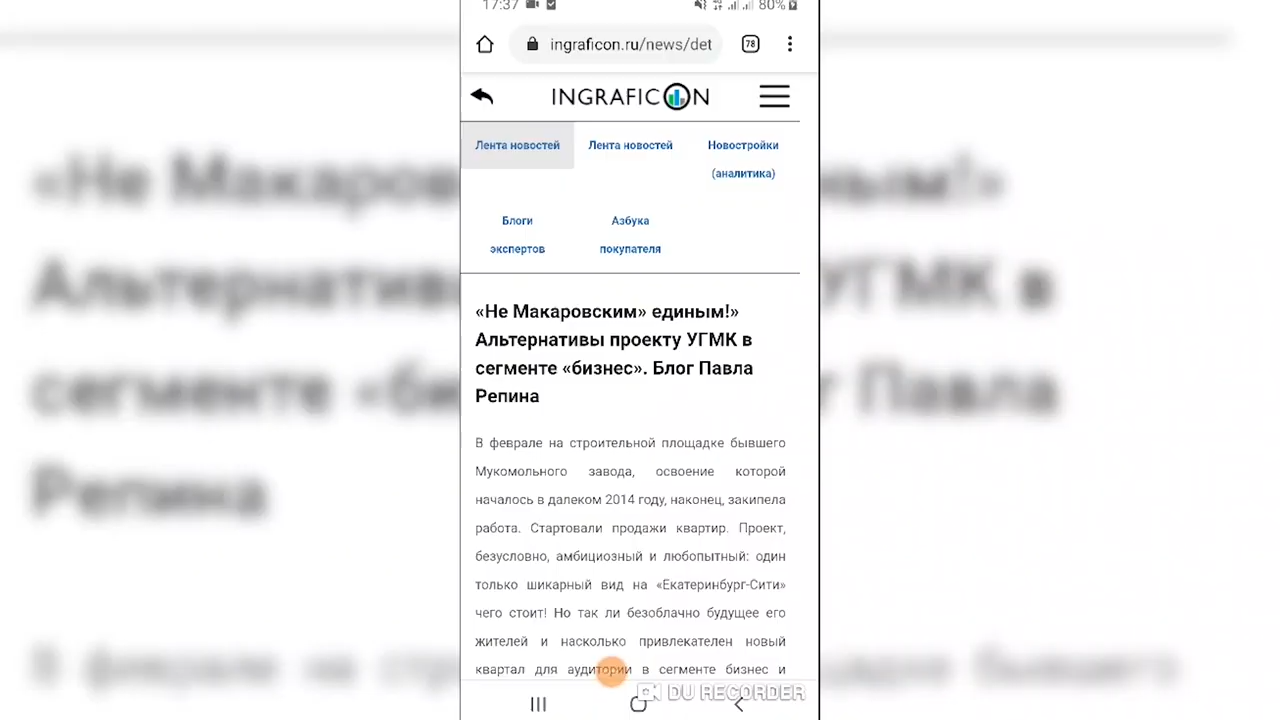 17:37 80%
ingraficon.ru/news/det 78
INGRAFICON
Лента новостей Лента новостей Новостройки
(аналитика)
Блоги Азбука
экспертов покупателя
«Не Макаровским» единым!»
Альтернативы проекту УГМК в
сегменте «бизнес». Блог Павла
Репина
В феврале на строительной площадке бывшего
Мукомольного завода, освоение которой
началось в далеком 2014 году, наконец, закипела
работа. Стартовали продажи квартир. Проект,
безусловно, амбициозный и любопытный: один
только шикарный вид на «Екатеринбург-Сити»
чего стоит! Но так ли безоблачно будущее его
жителей и насколько привлекателен новый
квартал для аудитории в сегменте бизнес и
DU RECORDER